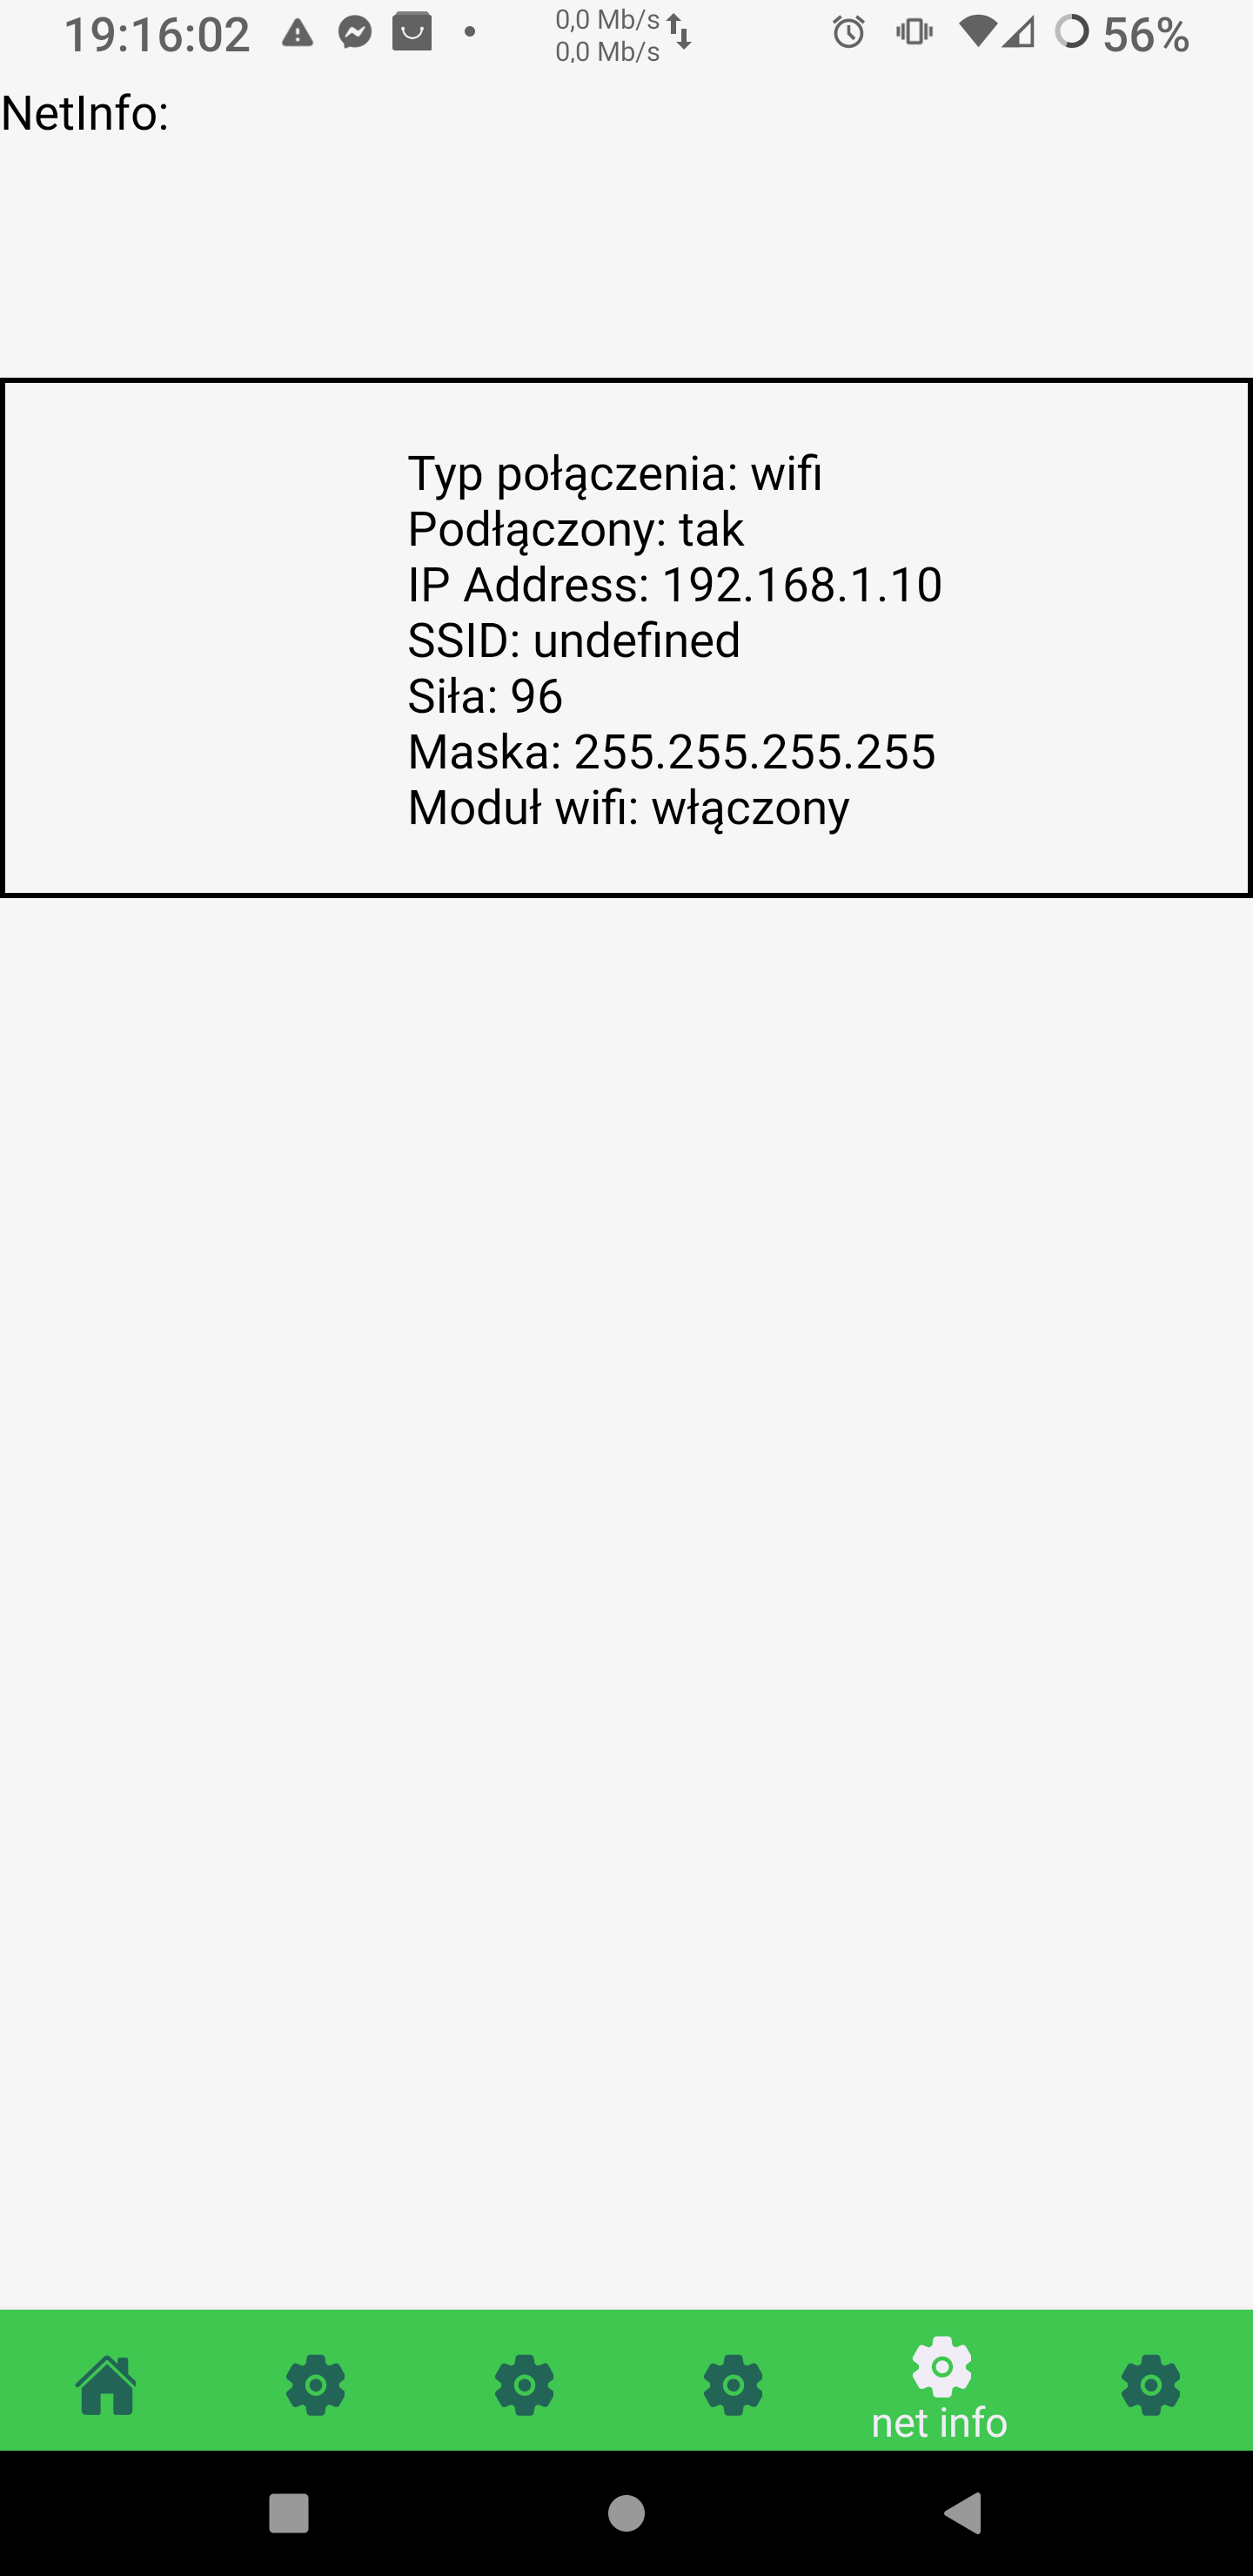 19:16:02
0,0 Mb/s
0,0 Mb/s
56%
NetInfo:
Typ połączenia: wifi
Podłączony: tak
IP Address: 192.168.1.10
SSID: undefined
Siła: 96
Maska: 255.255.255.255
Moduł wifi: włączony
net info